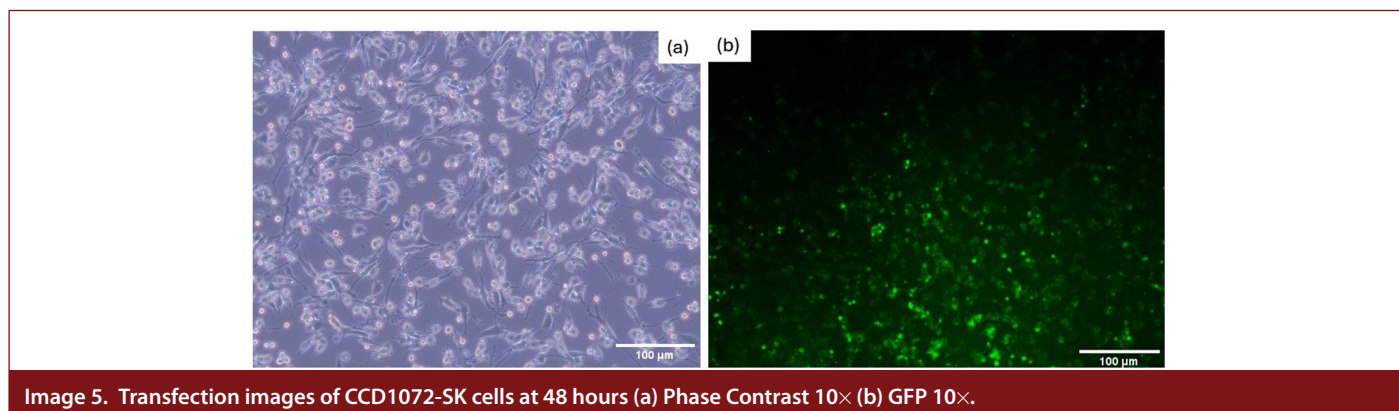 (a) (b)
100 µm
100 µm
Image 5. Transfection images of CCD1072-SK cells at 48 hours (a) Phase Contrast 10× (b) GFP 10×.